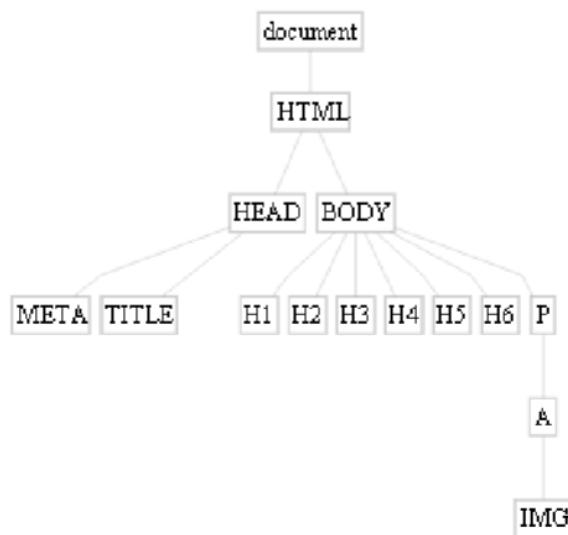 document
HTML
HEAD BODY
META TITLE H1 H2 H3 H4 H5 H6 P
A
IMG